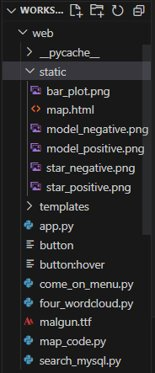 WORKS...
web
__pycache__
static
bar_plot.png
map.html
model_negative.png
model_positive.png
star_negative.png
star_positive.png
templates
app.py
button
button:hover
come_on_menu.py
four_wordcloud.py
malgun.ttf
map_code.py
search_mysql.py